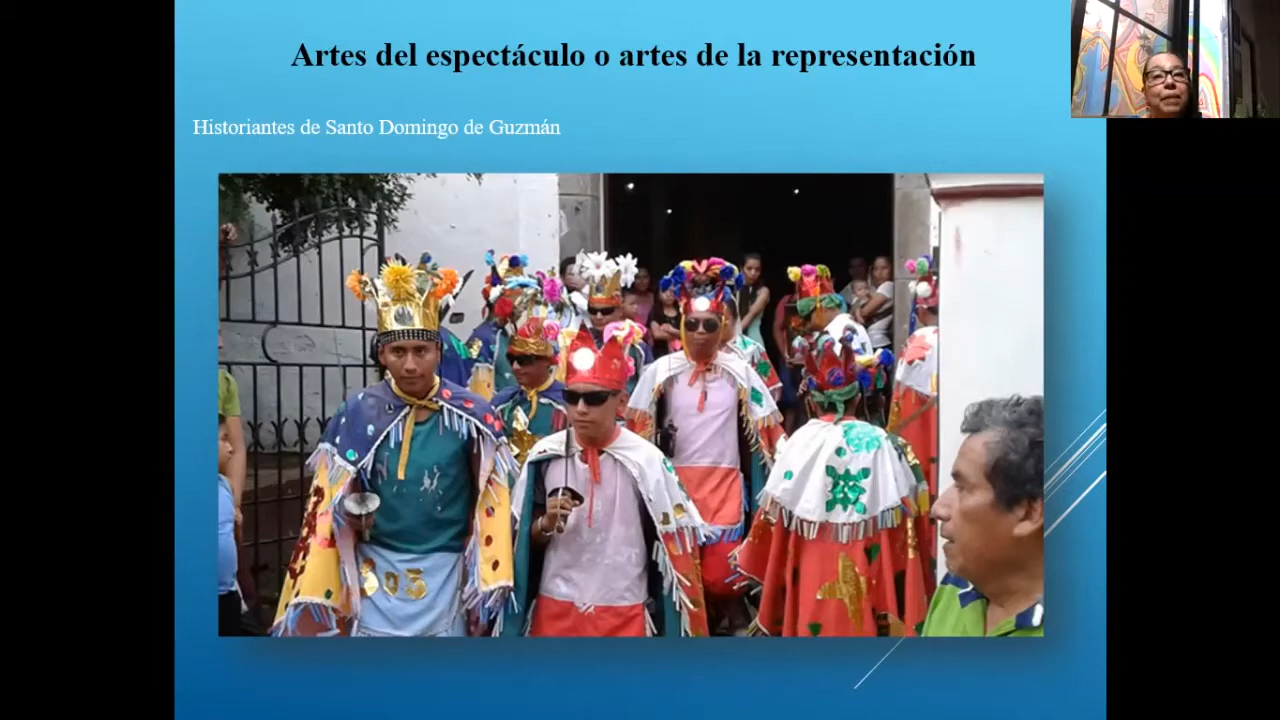 Artes del espectáculo o artes de la representación
Historiantes de Santo Domingo de Guzmán